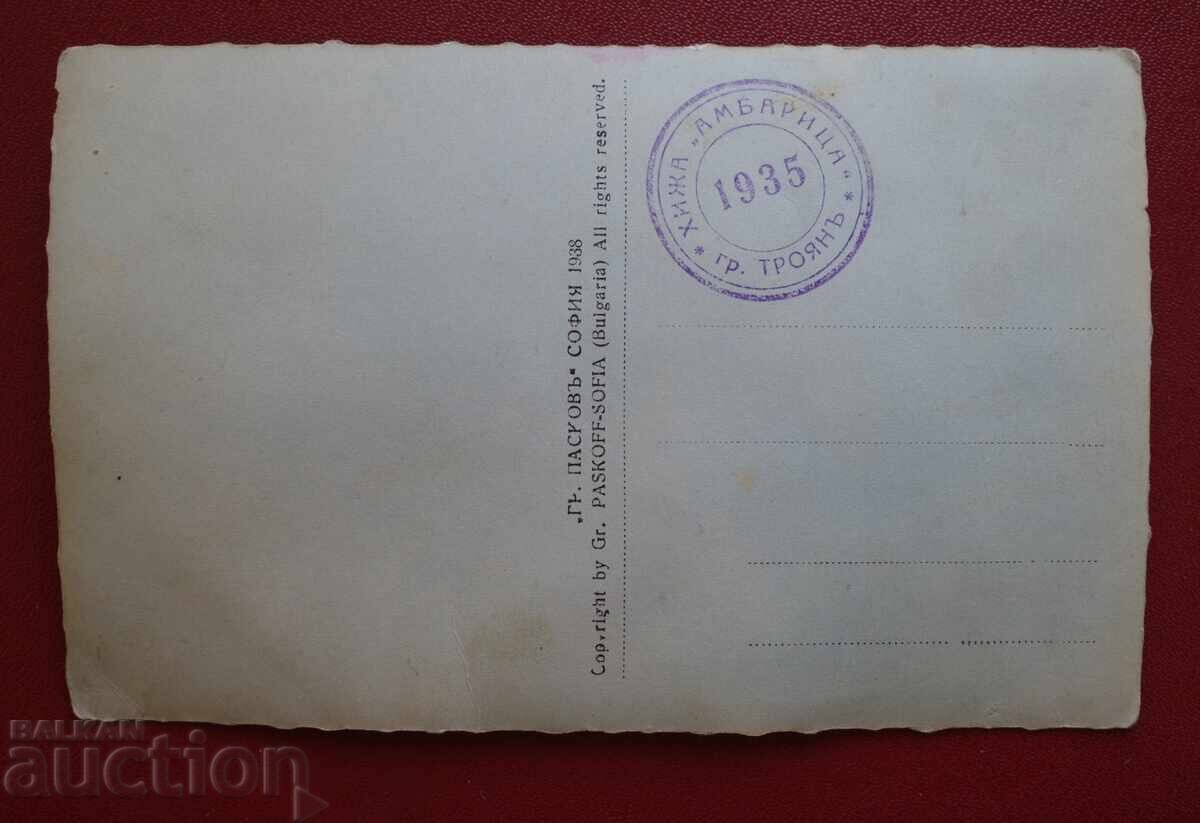 „ГР. ПАСКОВЪ“ СОФИЯ 1938
Copyright by Gr. PASKOFF-SOFIA (Bulgaria) All rights reserved.
ХИЖА „АМБАРИЦА“
1935
* гр. ТРОЯНЪ *
BALKAN
auction